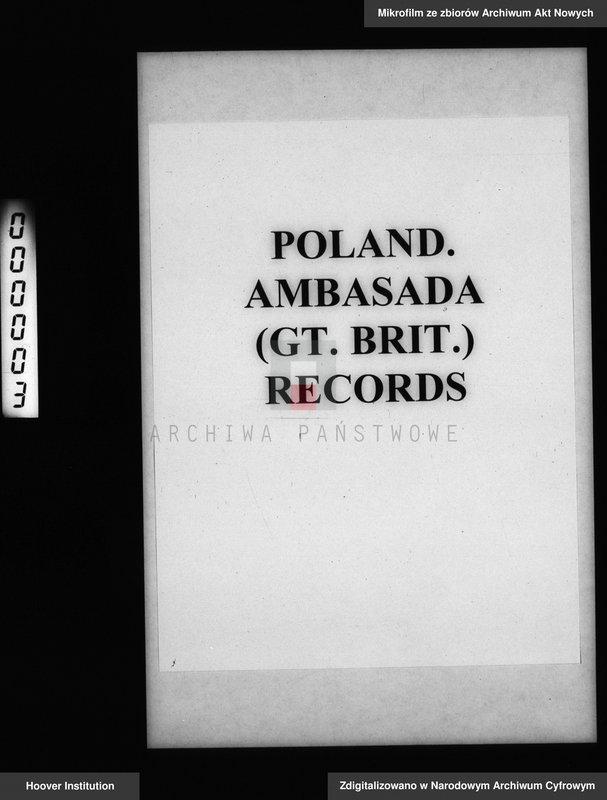 Mikrofilm ze zbiorów Archiwum Akt Nowych
000003
POLAND.
AMBASADA
(GT. BRIT.)
RECORDS
ARCHIWA PAŃSTWOWE
Hoover Institution
Zdigitalizowano w Narodowym Archiwum Cyfrowym